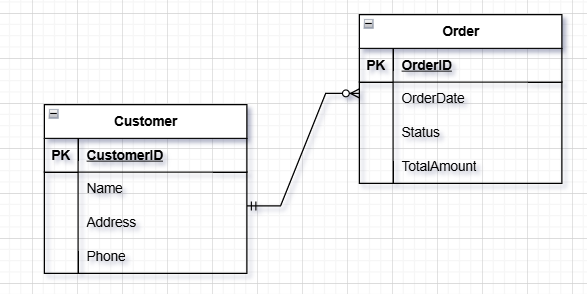 Order
PK OrderID
OrderDate
Status
TotalAmount
Customer
PK CustomerID
Name
Address
Phone